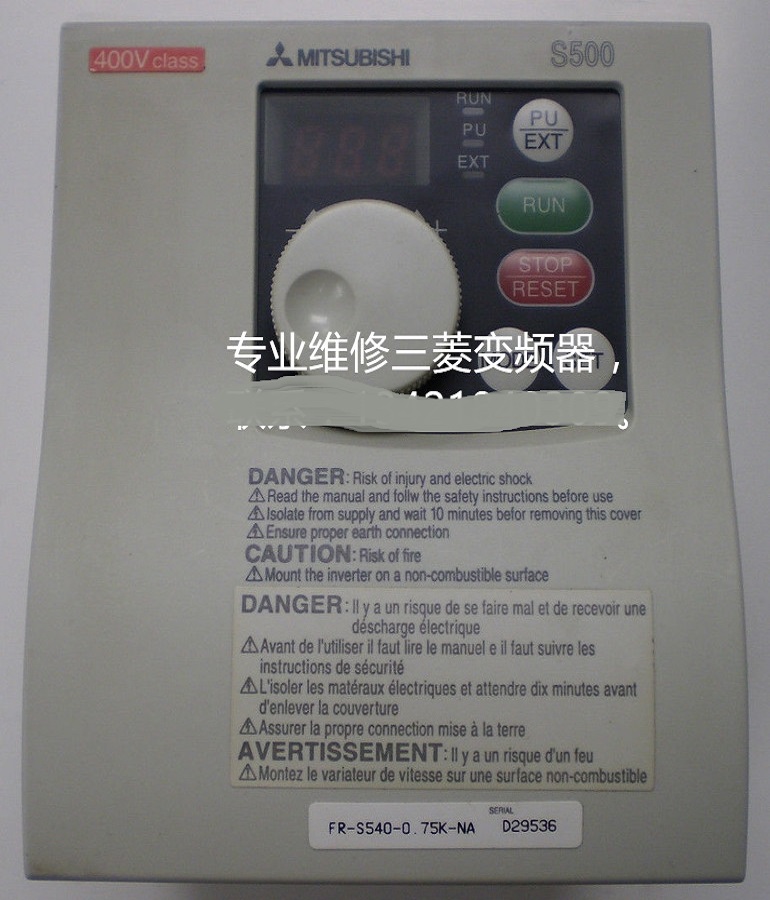 400V class
MITSUBISHI
S500
RUN
PU
EXT
PU
EXT
RUN
STOP
RESET
专业维修三菱变频器，
DANGER: Risk of injury and electric shock
Read the manual and follw the safety instructions before use
Isolate from supply and wait 10 minutes befor removing this cover
Ensure proper earth connection
CAUTION: Risk of fire
Mount the inverter on a non-combustible surface
DANGER: Il y a un risque de se faire mal et de recevoir une
déscharge électrique
Avant de l'utiliser il faut lire le manuel e il faut suivre les
instructions de sécurité
L'isoler les matéraux électriques et attendre dix minutes avant
d'enlever la couverture
Assurer la propre connection mise à la terre
AVERTISSEMENT: Il y a un risque d'un feu
Montez le variateur de vitesse sur une surface non-combustible
SERIAL
FR-S540-0.75K-NA D29536